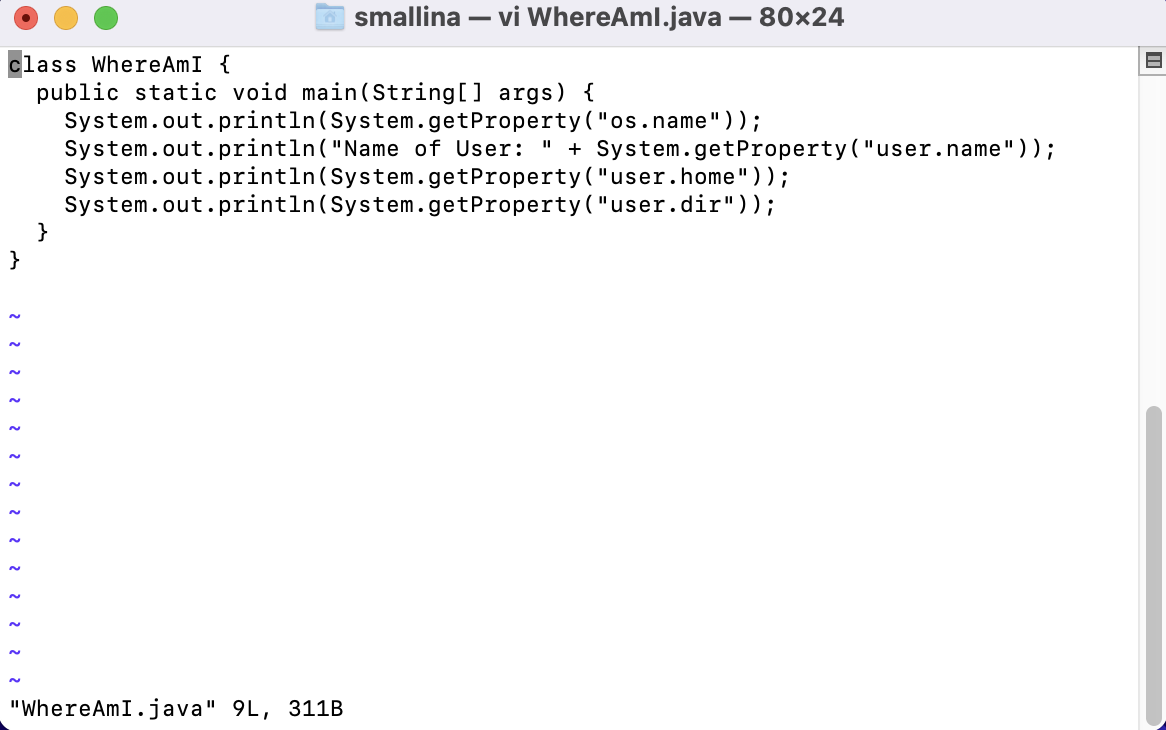 smallina — vi WhereAmI.java — 80×24
class WhereAmI {
  public static void main(String[] args) {
    System.out.println(System.getProperty("os.name"));
    System.out.println("Name of User: " + System.getProperty("user.name"));
    System.out.println(System.getProperty("user.home"));
    System.out.println(System.getProperty("user.dir"));
  }
}
~
~
~
~
~
~
~
~
~
~
~
~
~
~
"WhereAmI.java" 9L, 311B